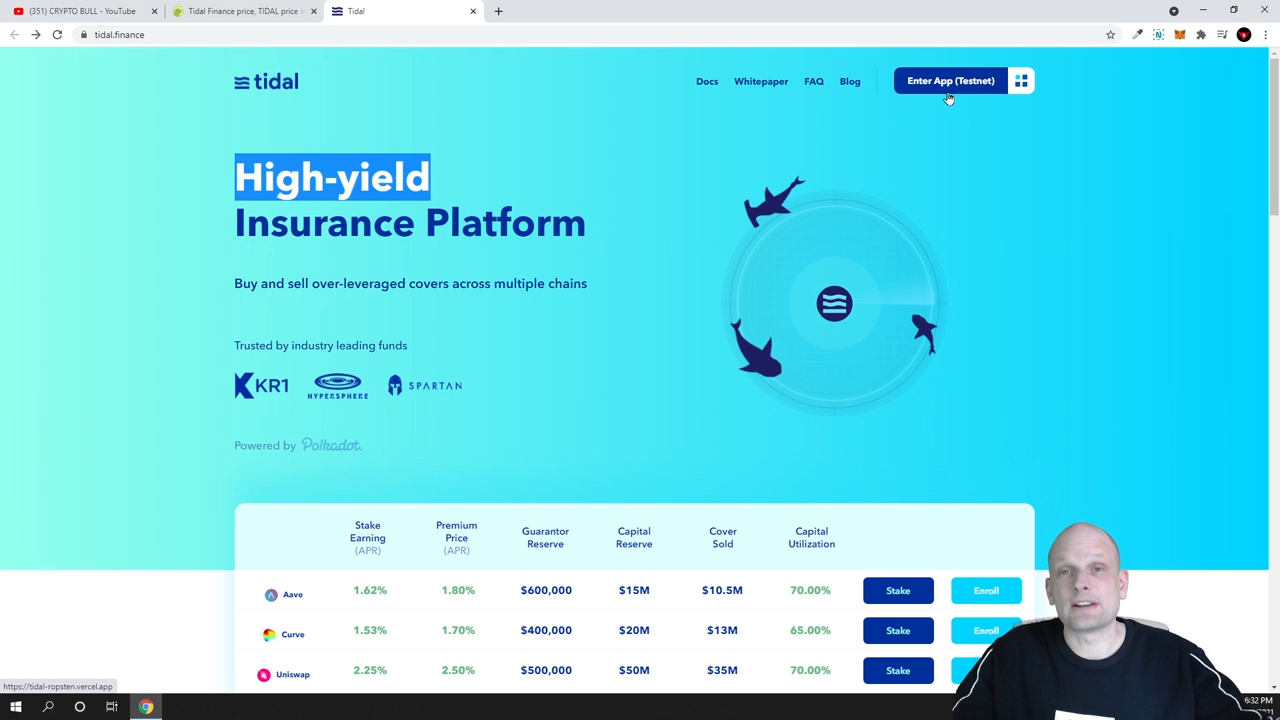 (351) CRYPTO BULL - YouTube
Tidal Finance price, TIDAL price i
Tidal
tidal.finance
tidal
Docs
Whitepaper
FAQ
Blog
Enter App (Testnet)
High-yield
Insurance Platform
Buy and sell over-leveraged covers across multiple chains
Trusted by industry leading funds
KR1
HYPERSPHERE
SPARTAN
Powered by Polkadot.
Stake Earning (APR)
Premium Price (APR)
Guarantor Reserve
Capital Reserve
Cover Sold
Capital Utilization
Aave 1.62% 1.80% $600,000 $15M $10.5M 70.00% Stake Enroll
Curve 1.53% 1.70% $400,000 $20M $13M 65.00% Stake Enroll
Uniswap 2.25% 2.50% $500,000 $50M $35M 70.00% Stake
https://tidal-ropsten.vercel.app
6:32 PM